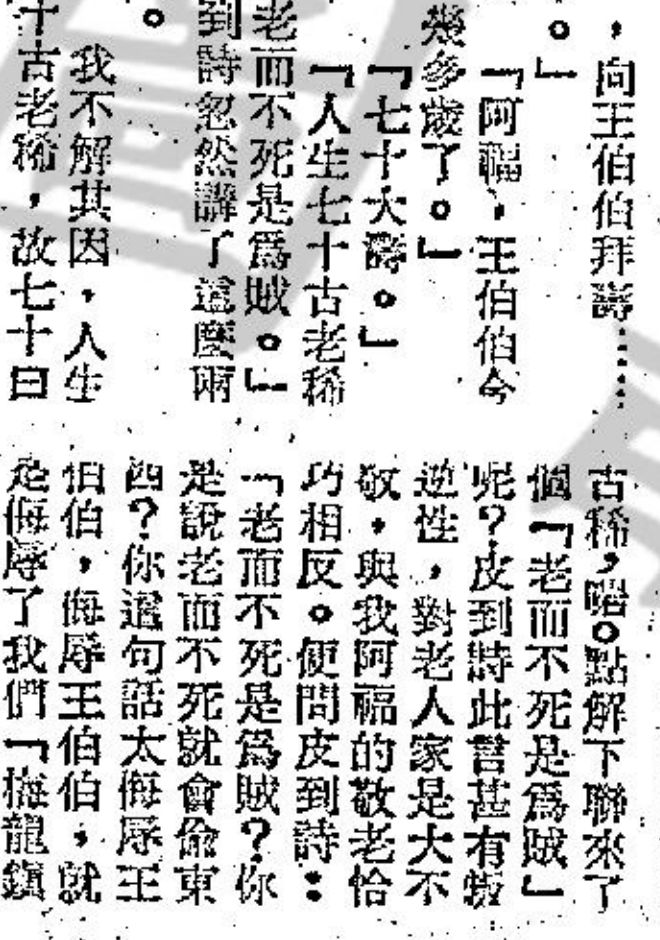 ，向王伯伯拜壽……
。」
「阿福，王伯伯今
幾多歲了。」
「七十大壽。」
「人生七十古老稀
老而不死是爲賊。」
到詩忽然講了這麼兩
。
我不解其因，人生
十古老稀，故七十曰
古稀，啱。點解下聯來了
個「老而不死是爲賊」
呢？皮到詩此言甚有叛
逆性，對老人家是大不
敬，與我阿福的敬老恰
巧相反。便問皮到詩：
「老而不死是爲賊？你
是說老而不死就會偷東
西？你這句話太侮辱王
伯伯，侮辱王伯伯，就
是侮辱了我們「梅龍鎮